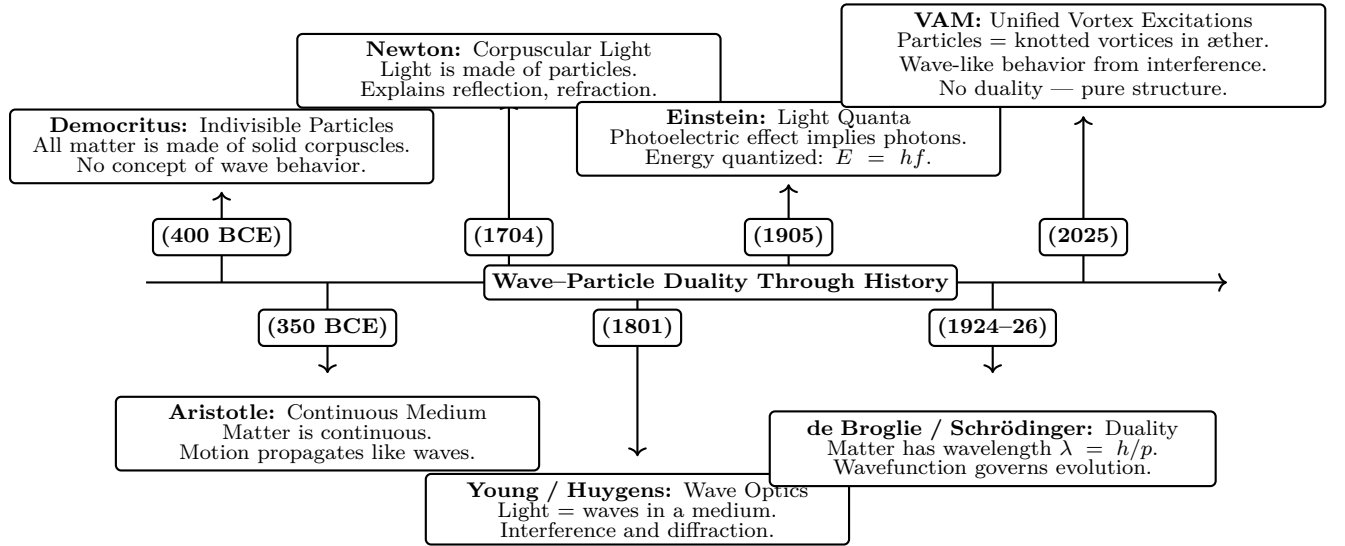 VAM: Unified Vortex Excitations
Particles = knotted vortices in æther.
Wave-like behavior from interference.
No duality — pure structure.
Newton: Corpuscular Light
Light is made of particles.
Explains reflection, refraction.
Einstein: Light Quanta
Photoelectric effect implies photons.
Energy quantized: E = hf.
Democritus: Indivisible Particles
All matter is made of solid corpuscles.
No concept of wave behavior.
(400 BCE)
(1704)
(1905)
(2025)
Wave–Particle Duality Through History
(350 BCE)
(1801)
(1924–26)
Aristotle: Continuous Medium
Matter is continuous.
Motion propagates like waves.
de Broglie / Schrödinger: Duality
Matter has wavelength λ = h/p.
Wavefunction governs evolution.
Young / Huygens: Wave Optics
Light = waves in a medium.
Interference and diffraction.